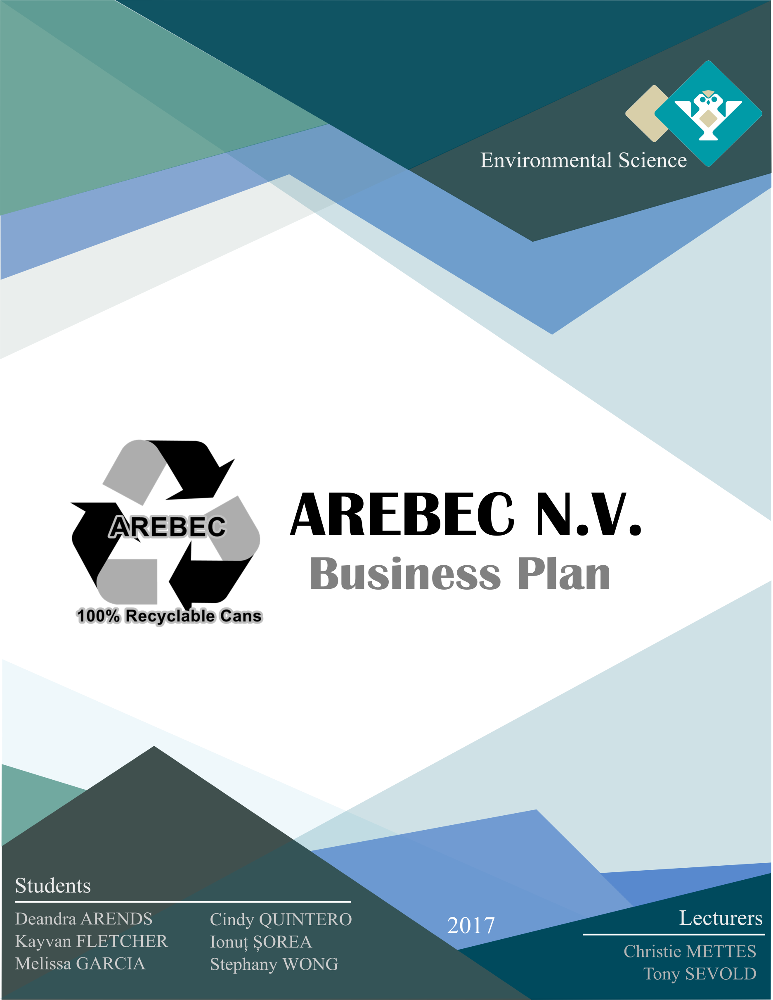 Environmental Science
AREBEC
100% Recyclable Cans
AREBEC N.V.
Business Plan
Students
Deandra ARENDS
Kayvan FLETCHER
Melissa GARCIA
Cindy QUINTERO
Ionuț ȘOREA
Stephany WONG
2017
Lecturers
Christie METTES
Tony SEVOLD